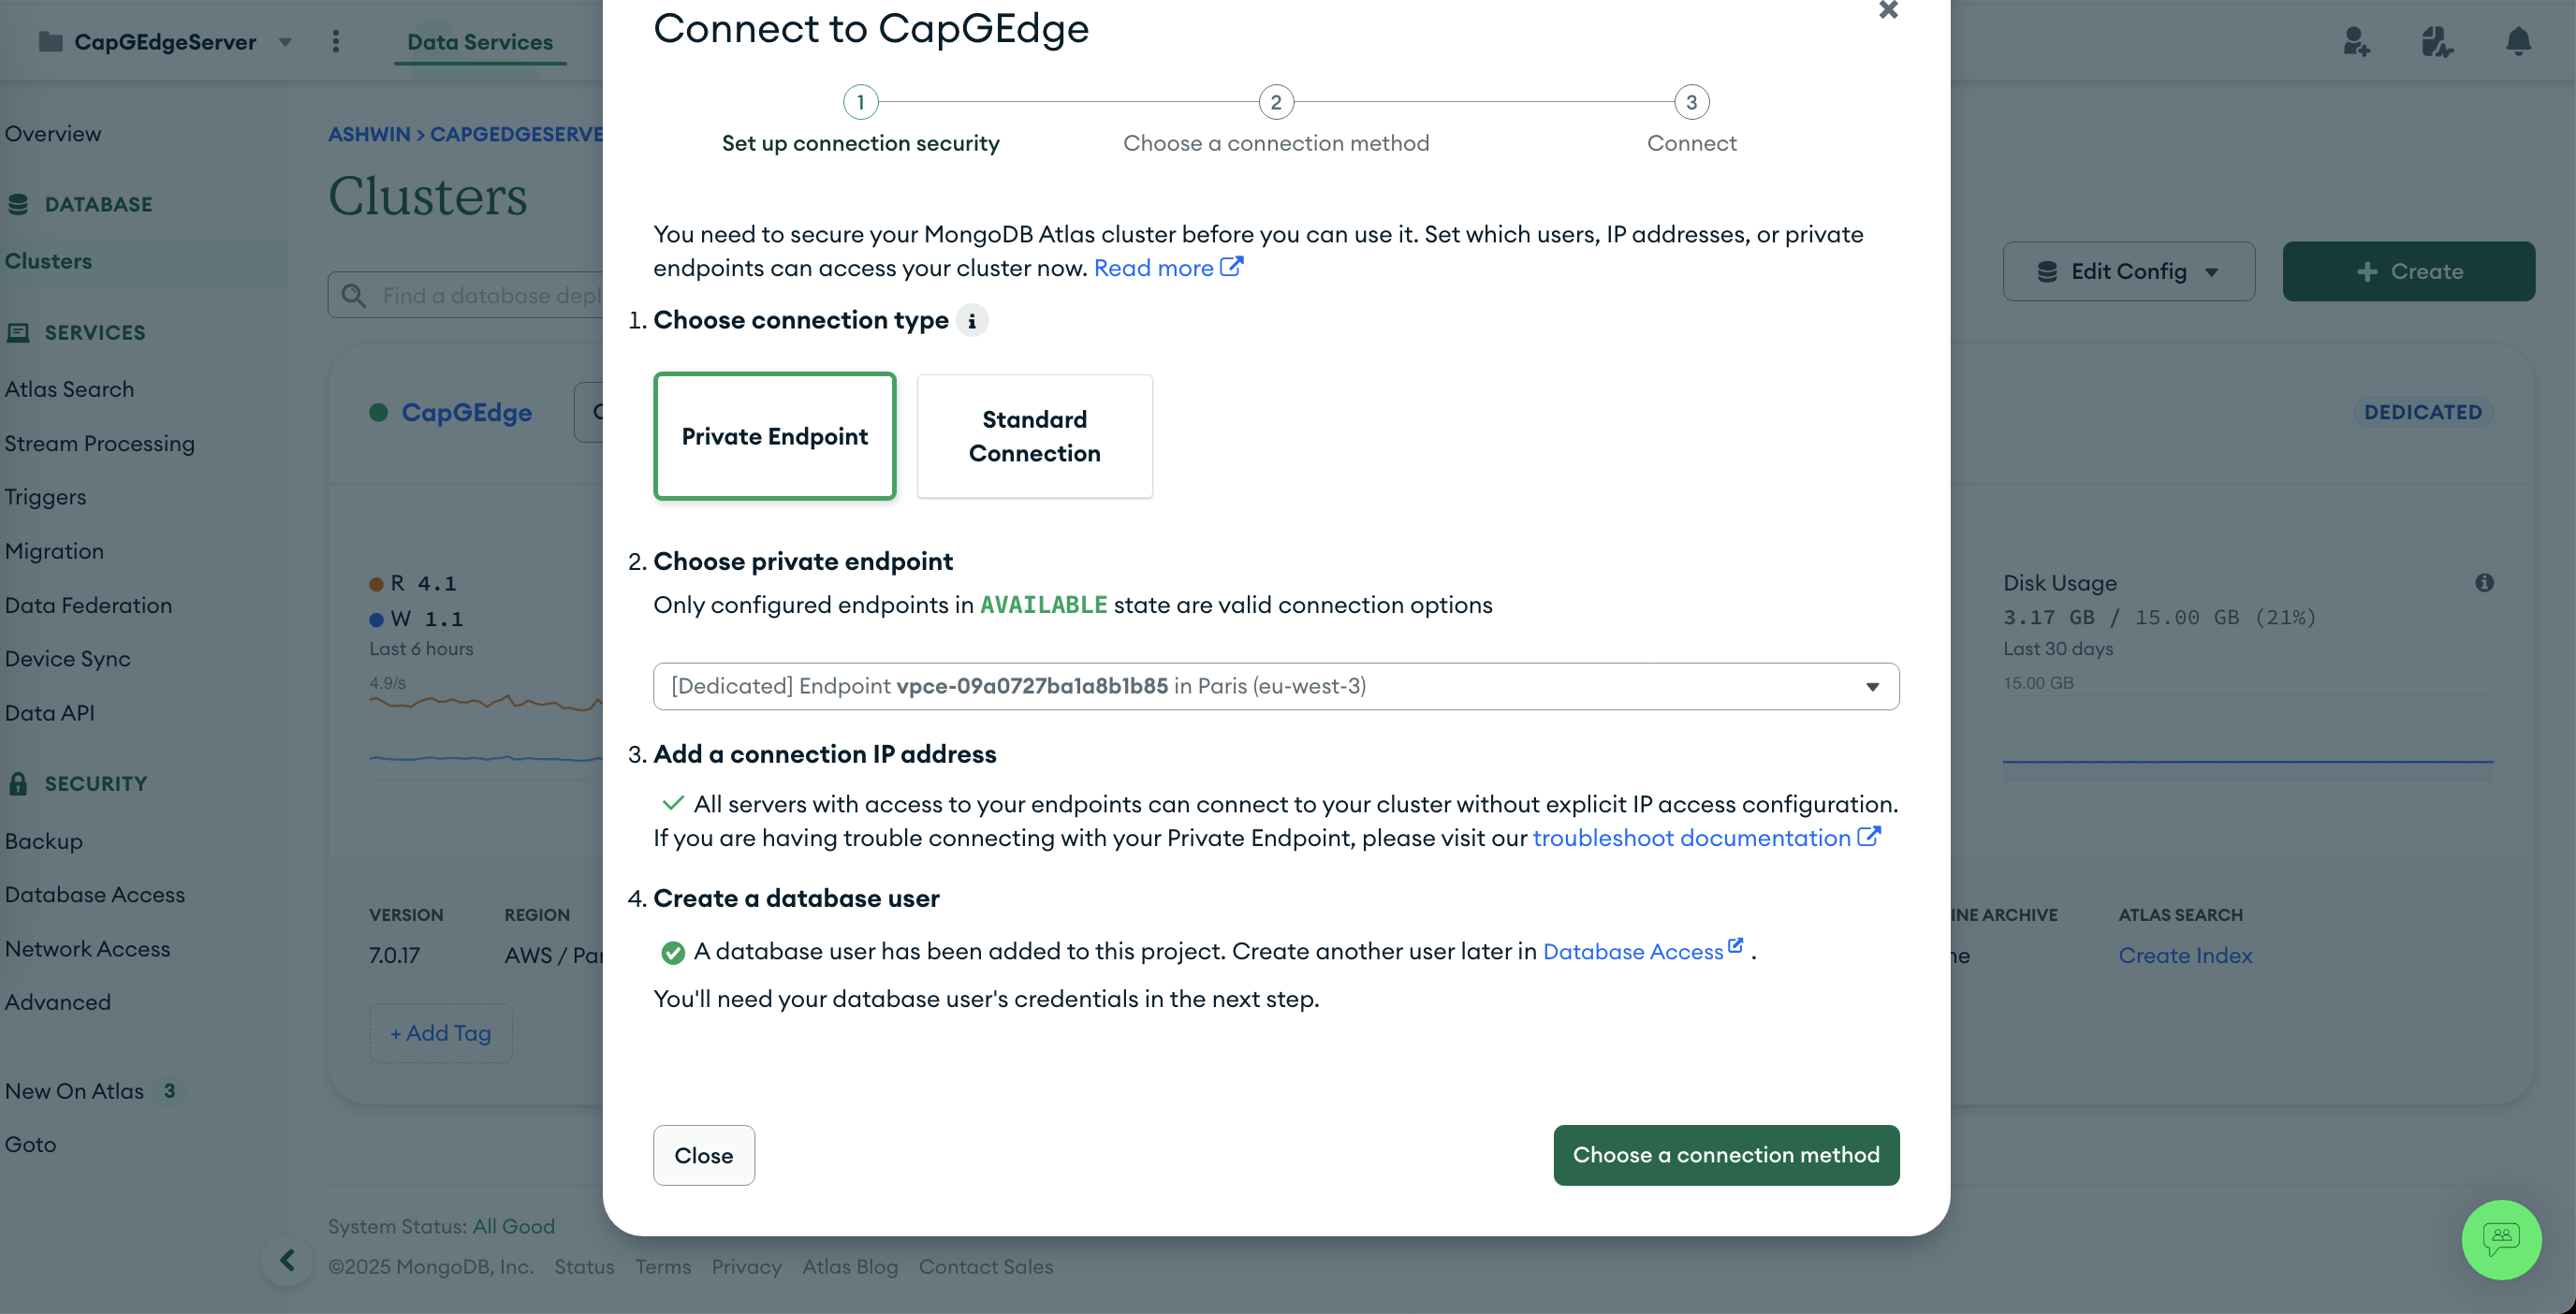 CapGEdgeServer
Data Services
Overview
DATABASE
Clusters
SERVICES
Atlas Search
Stream Processing
Triggers
Migration
Data Federation
Device Sync
Data API
SECURITY
Backup
Database Access
Network Access
Advanced
New On Atlas 3
Goto
ASHWIN > CAPGEDGESERVE
Clusters
Find a database depl
CapGEdge
C
R 4.1
W 1.1
Last 6 hours
4.9/s
VERSION
7.0.17
REGION
AWS / Par
+ Add Tag
System Status: All Good
©2025 MongoDB, Inc. Status Terms Privacy Atlas Blog Contact Sales
Connect to CapGEdge
1
Set up connection security
2
Choose a connection method
3
Connect
You need to secure your MongoDB Atlas cluster before you can use it. Set which users, IP addresses, or private
endpoints can access your cluster now. Read more
1. Choose connection type
Private Endpoint
Standard
Connection
2. Choose private endpoint
Only configured endpoints in AVAILABLE state are valid connection options
[Dedicated] Endpoint vpce-09a0727ba1a8b1b85 in Paris (eu-west-3)
3. Add a connection IP address
All servers with access to your endpoints can connect to your cluster without explicit IP access configuration.
If you are having trouble connecting with your Private Endpoint, please visit our troubleshoot documentation
4. Create a database user
A database user has been added to this project. Create another user later in Database Access .
You'll need your database user's credentials in the next step.
Close
Choose a connection method
Edit Config
+ Create
DEDICATED
Disk Usage
3.17 GB / 15.00 GB (21%)
Last 30 days
15.00 GB
INE ARCHIVE
ne
ATLAS SEARCH
Create Index